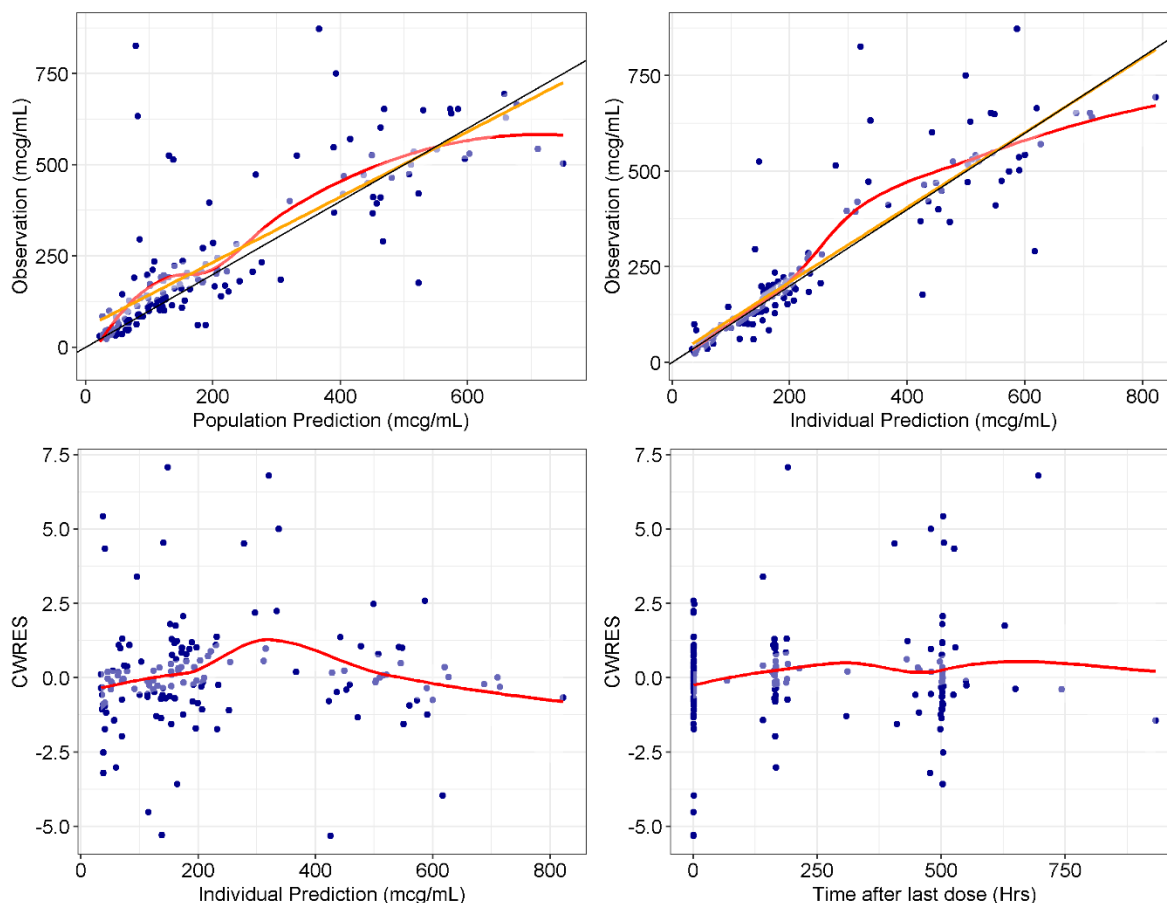 750
500
250
0
Observation (mcg/mL)
0 200 400 600
Population Prediction (mcg/mL)
750
500
250
0
Observation (mcg/mL)
0 200 400 600 800
Individual Prediction (mcg/mL)
7.5
5.0
2.5
0.0
-2.5
-5.0
CWRES
0 200 400 600 800
Individual Prediction (mcg/mL)
7.5
5.0
2.5
0.0
-2.5
-5.0
CWRES
0 250 500 750
Time after last dose (Hrs)